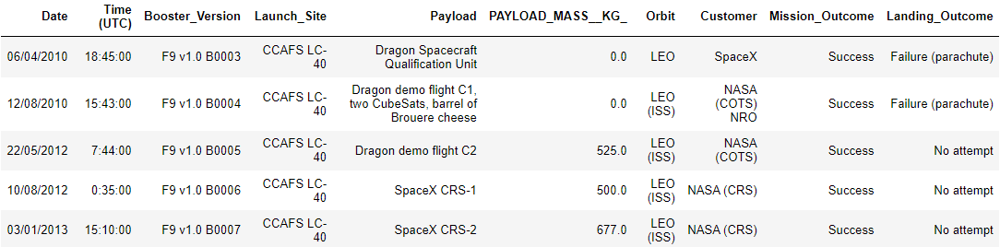 Date Time (UTC) Booster_Version Launch_Site Payload PAYLOAD_MASS__KG_ Orbit Customer Mission_Outcome Landing_Outcome
06/04/2010 18:45:00 F9 v1.0 B0003 CCAFS LC-40 Dragon Spacecraft Qualification Unit 0.0 LEO SpaceX Success Failure (parachute)
12/08/2010 15:43:00 F9 v1.0 B0004 CCAFS LC-40 Dragon demo flight C1, two CubeSats, barrel of Brouere cheese 0.0 LEO (ISS) NASA (COTS) NRO Success Failure (parachute)
22/05/2012 7:44:00 F9 v1.0 B0005 CCAFS LC-40 Dragon demo flight C2 525.0 LEO (ISS) NASA (COTS) Success No attempt
10/08/2012 0:35:00 F9 v1.0 B0006 CCAFS LC-40 SpaceX CRS-1 500.0 LEO (ISS) NASA (CRS) Success No attempt
03/01/2013 15:10:00 F9 v1.0 B0007 CCAFS LC-40 SpaceX CRS-2 677.0 LEO (ISS) NASA (CRS) Success No attempt